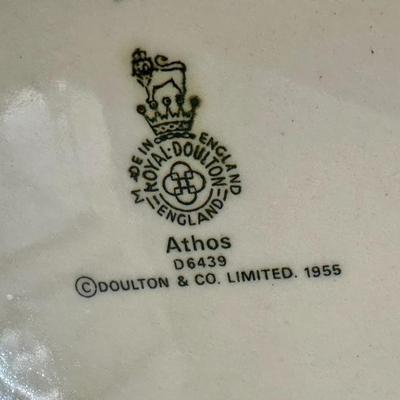 MADE IN ENGLAND
ROYAL·DOULTON
ENGLAND
Athos
D6439
©DOULTON & CO. LIMITED. 1955